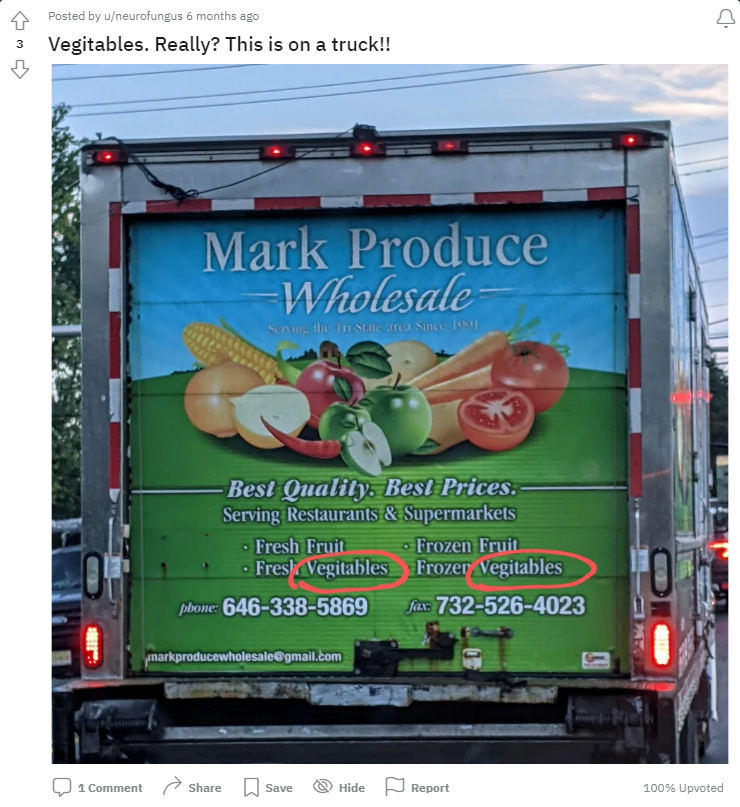 Posted by u/neurofungus 6 months ago
3
Vegitables. Really? This is on a truck!!
Mark Produce
Wholesale
Serving the Tri-State area Since 1991
Best Quality. Best Prices.
Serving Restaurants & Supermarkets
· Fresh Fruit · Frozen Fruit
· Fresh Vegitables Frozen Vegitables
phone: 646-338-5869 fax: 732-526-4023
markproducewholesale@gmail.com
1 Comment Share Save Hide Report 100% Upvoted